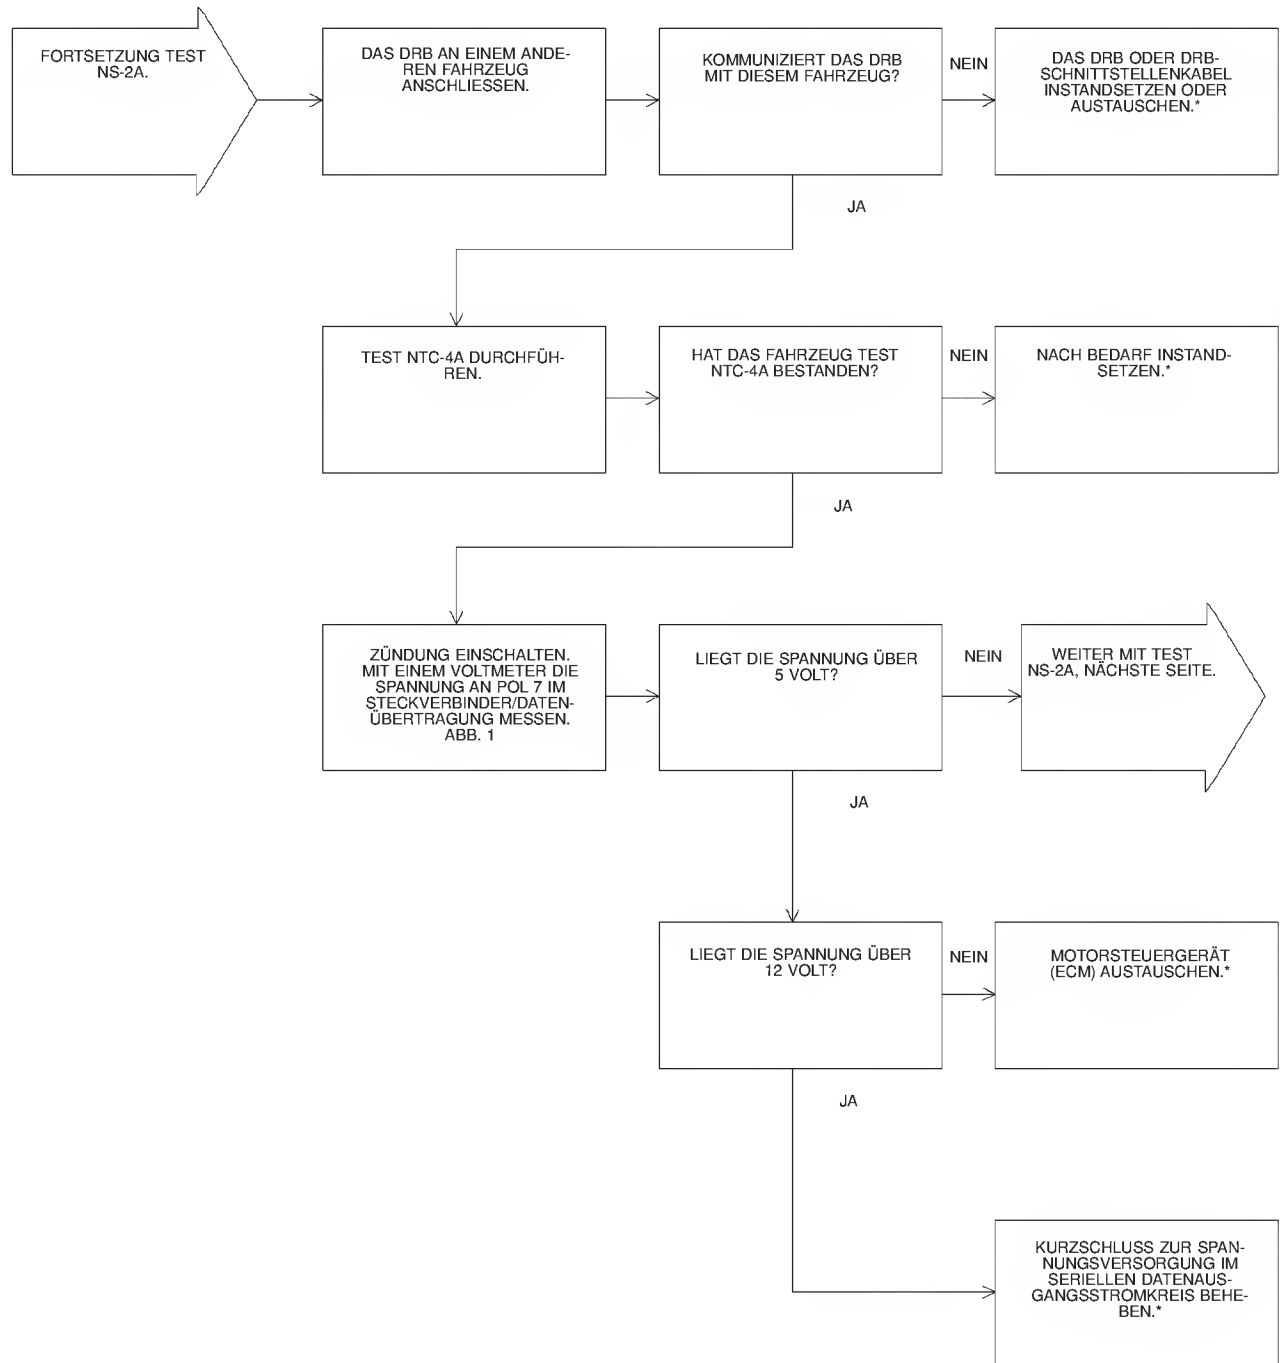 FORTSETZUNG TEST
NS-2A.
DAS DRB AN EINEM ANDE-
REN FAHRZEUG
ANSCHLIESSEN.
KOMMUNIZIERT DAS DRB
MIT DIESEM FAHRZEUG?
NEIN
DAS DRB ODER DRB-
SCHNITTSTELLENKABEL
INSTANDSETZEN ODER
AUSTAUSCHEN.*
JA
TEST NTC-4A DURCHFÜH-
REN.
HAT DAS FAHRZEUG TEST
NTC-4A BESTANDEN?
NEIN
NACH BEDARF INSTAND-
SETZEN.*
JA
ZÜNDUNG EINSCHALTEN.
MIT EINEM VOLTMETER DIE
SPANNUNG AN POL 7 IM
STECKVERBINDER/DATEN-
ÜBERTRAGUNG MESSEN.
ABB. 1
LIEGT DIE SPANNUNG ÜBER
5 VOLT?
NEIN
WEITER MIT TEST
NS-2A, NÄCHSTE SEITE.
JA
LIEGT DIE SPANNUNG ÜBER
12 VOLT?
NEIN
MOTORSTEUERGERÄT
(ECM) AUSTAUSCHEN.*
JA
KURZSCHLUSS ZUR SPAN-
NUNGSVERSORGUNG IM
SERIELLEN DATENAUS-
GANGSSTROMKREIS BEHE-
BEN.*